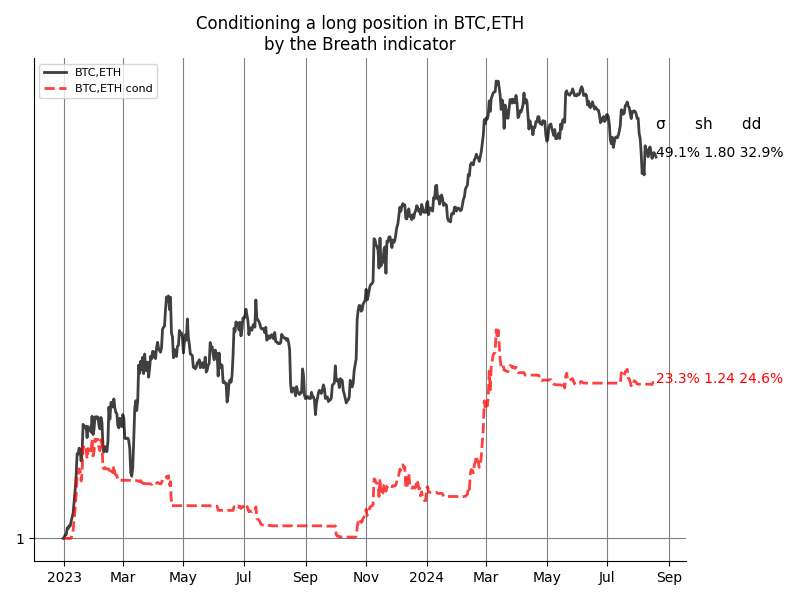 Conditioning a long position in BTC,ETH
by the Breath indicator
BTC,ETH
BTC,ETH cond
σ sh dd
49.1% 1.80 32.9%
23.3% 1.24 24.6%
1
2023 Mar May Jul Sep Nov 2024 Mar May Jul Sep